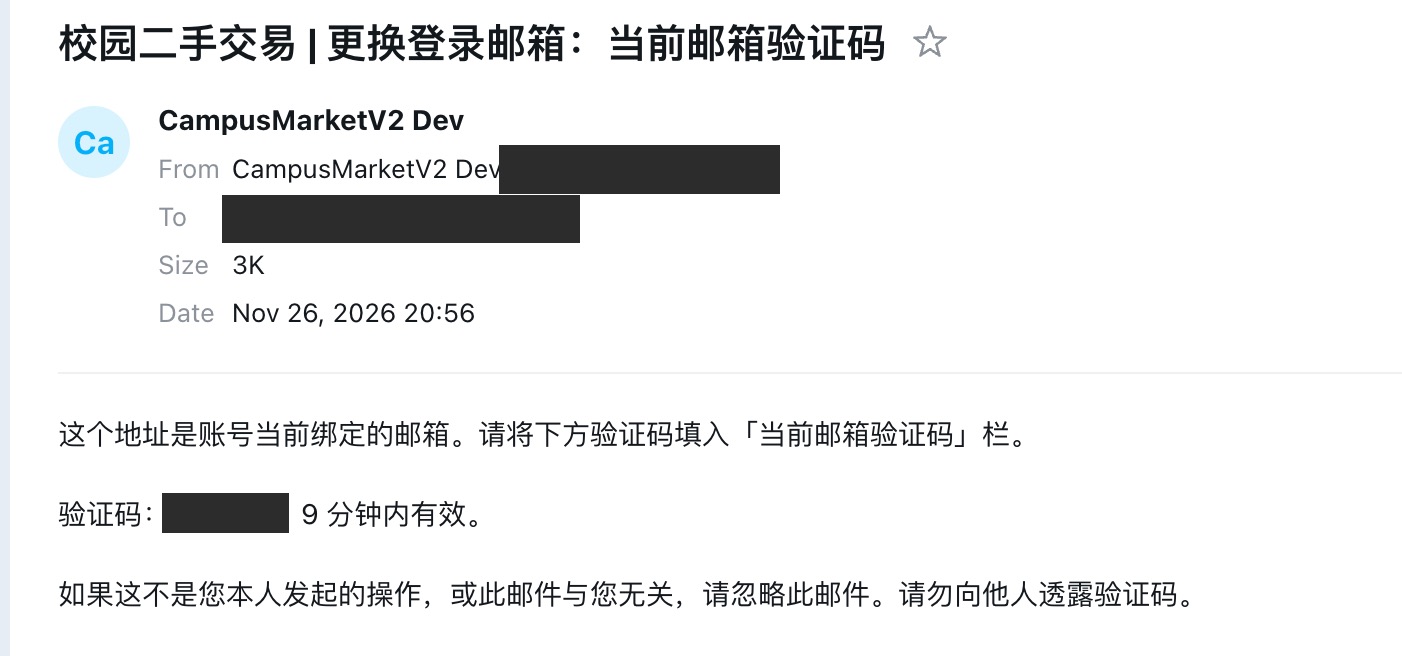 校园二手交易 | 更换登录邮箱：当前邮箱验证码
Ca
CampusMarketV2 Dev
From CampusMarketV2 Dev
To
Size 3K
Date Nov 26, 2026 20:56
这个地址是账号当前绑定的邮箱。请将下方验证码填入「当前邮箱验证码」栏。
验证码： 9 分钟内有效。
如果这不是您本人发起的操作，或此邮件与您无关，请忽略此邮件。请勿向他人透露验证码。